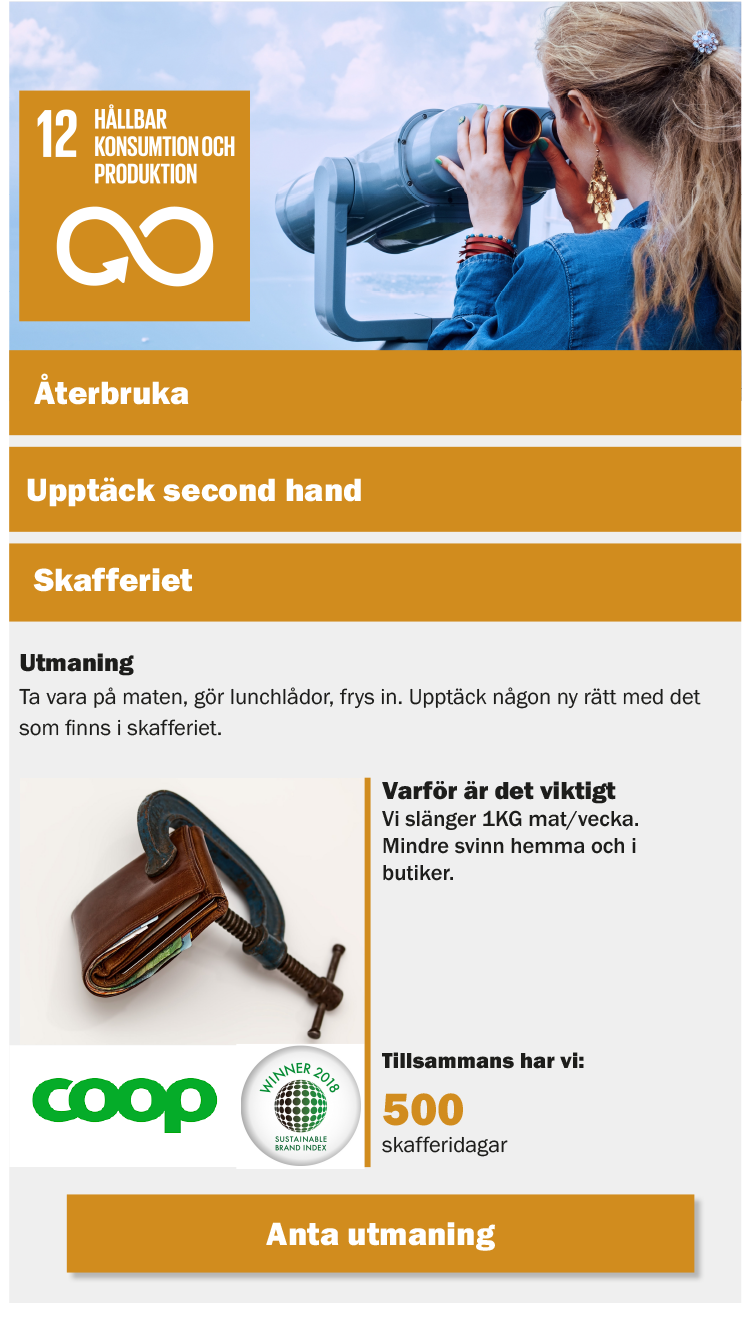 12
HÅLLBAR
KONSUMTION OCH
PRODUKTION
Återbruka
Upptäck second hand
Skafferiet
Utmaning
Ta vara på maten, gör lunchlådor, frys in. Upptäck någon ny rätt med det
som finns i skafferiet.
Varför är det viktigt
Vi slänger 1KG mat/vecka.
Mindre svinn hemma och i
butiker.
coop
WINNER 2018
SUSTAINABLE
BRAND INDEX
Tillsammans har vi:
500
skafferidagar
Anta utmaning